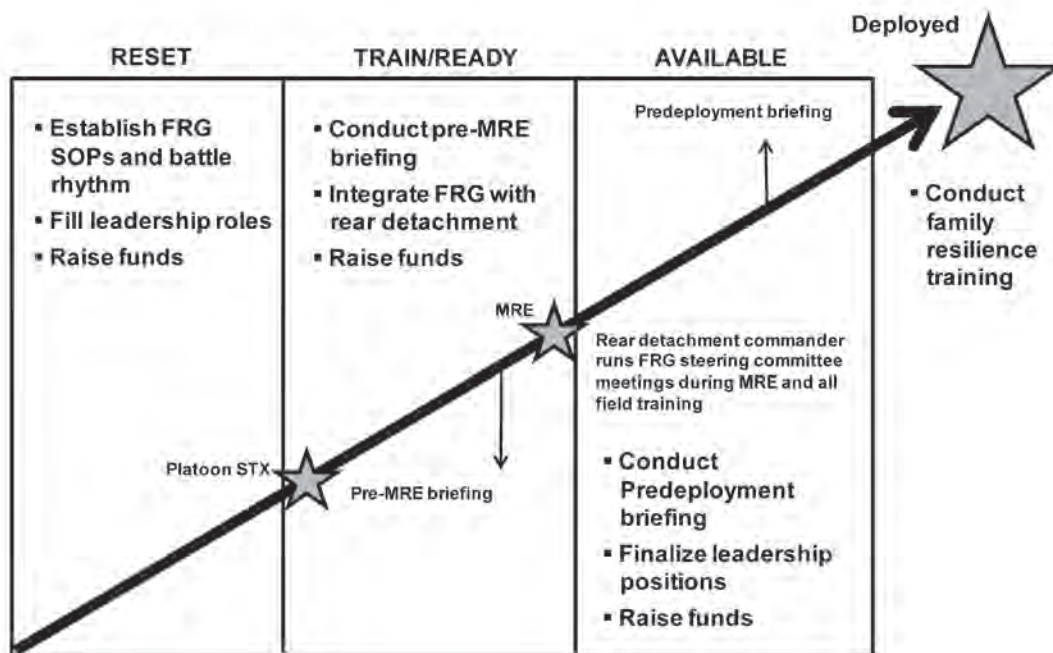 Deployed
RESET
TRAIN/READY
AVAILABLE
▪ Establish FRG
SOPs and battle
rhythm
▪ Fill leadership roles
▪ Raise funds
▪ Conduct pre-MRE
briefing
▪ Integrate FRG with
rear detachment
▪ Raise funds
Predeployment briefing
▪ Conduct
family
resilience
training
MRE
Rear detachment commander
runs FRG steering committee
meetings during MRE and all
field training
Platoon STX
Pre-MRE briefing
▪ Conduct
Predeployment
briefing
▪ Finalize leadership
positions
▪ Raise funds